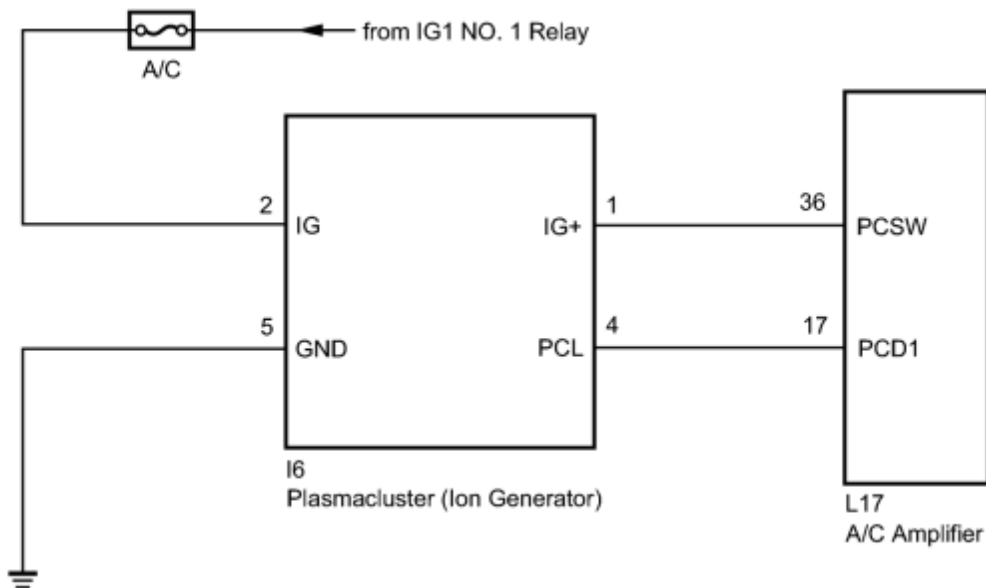 from IG1 NO. 1 Relay
A/C
2
IG
IG+
1
36
PCSW
5
GND
PCL
4
17
PCD1
I6
Plasmacluster (Ion Generator)
L17
A/C Amplifier